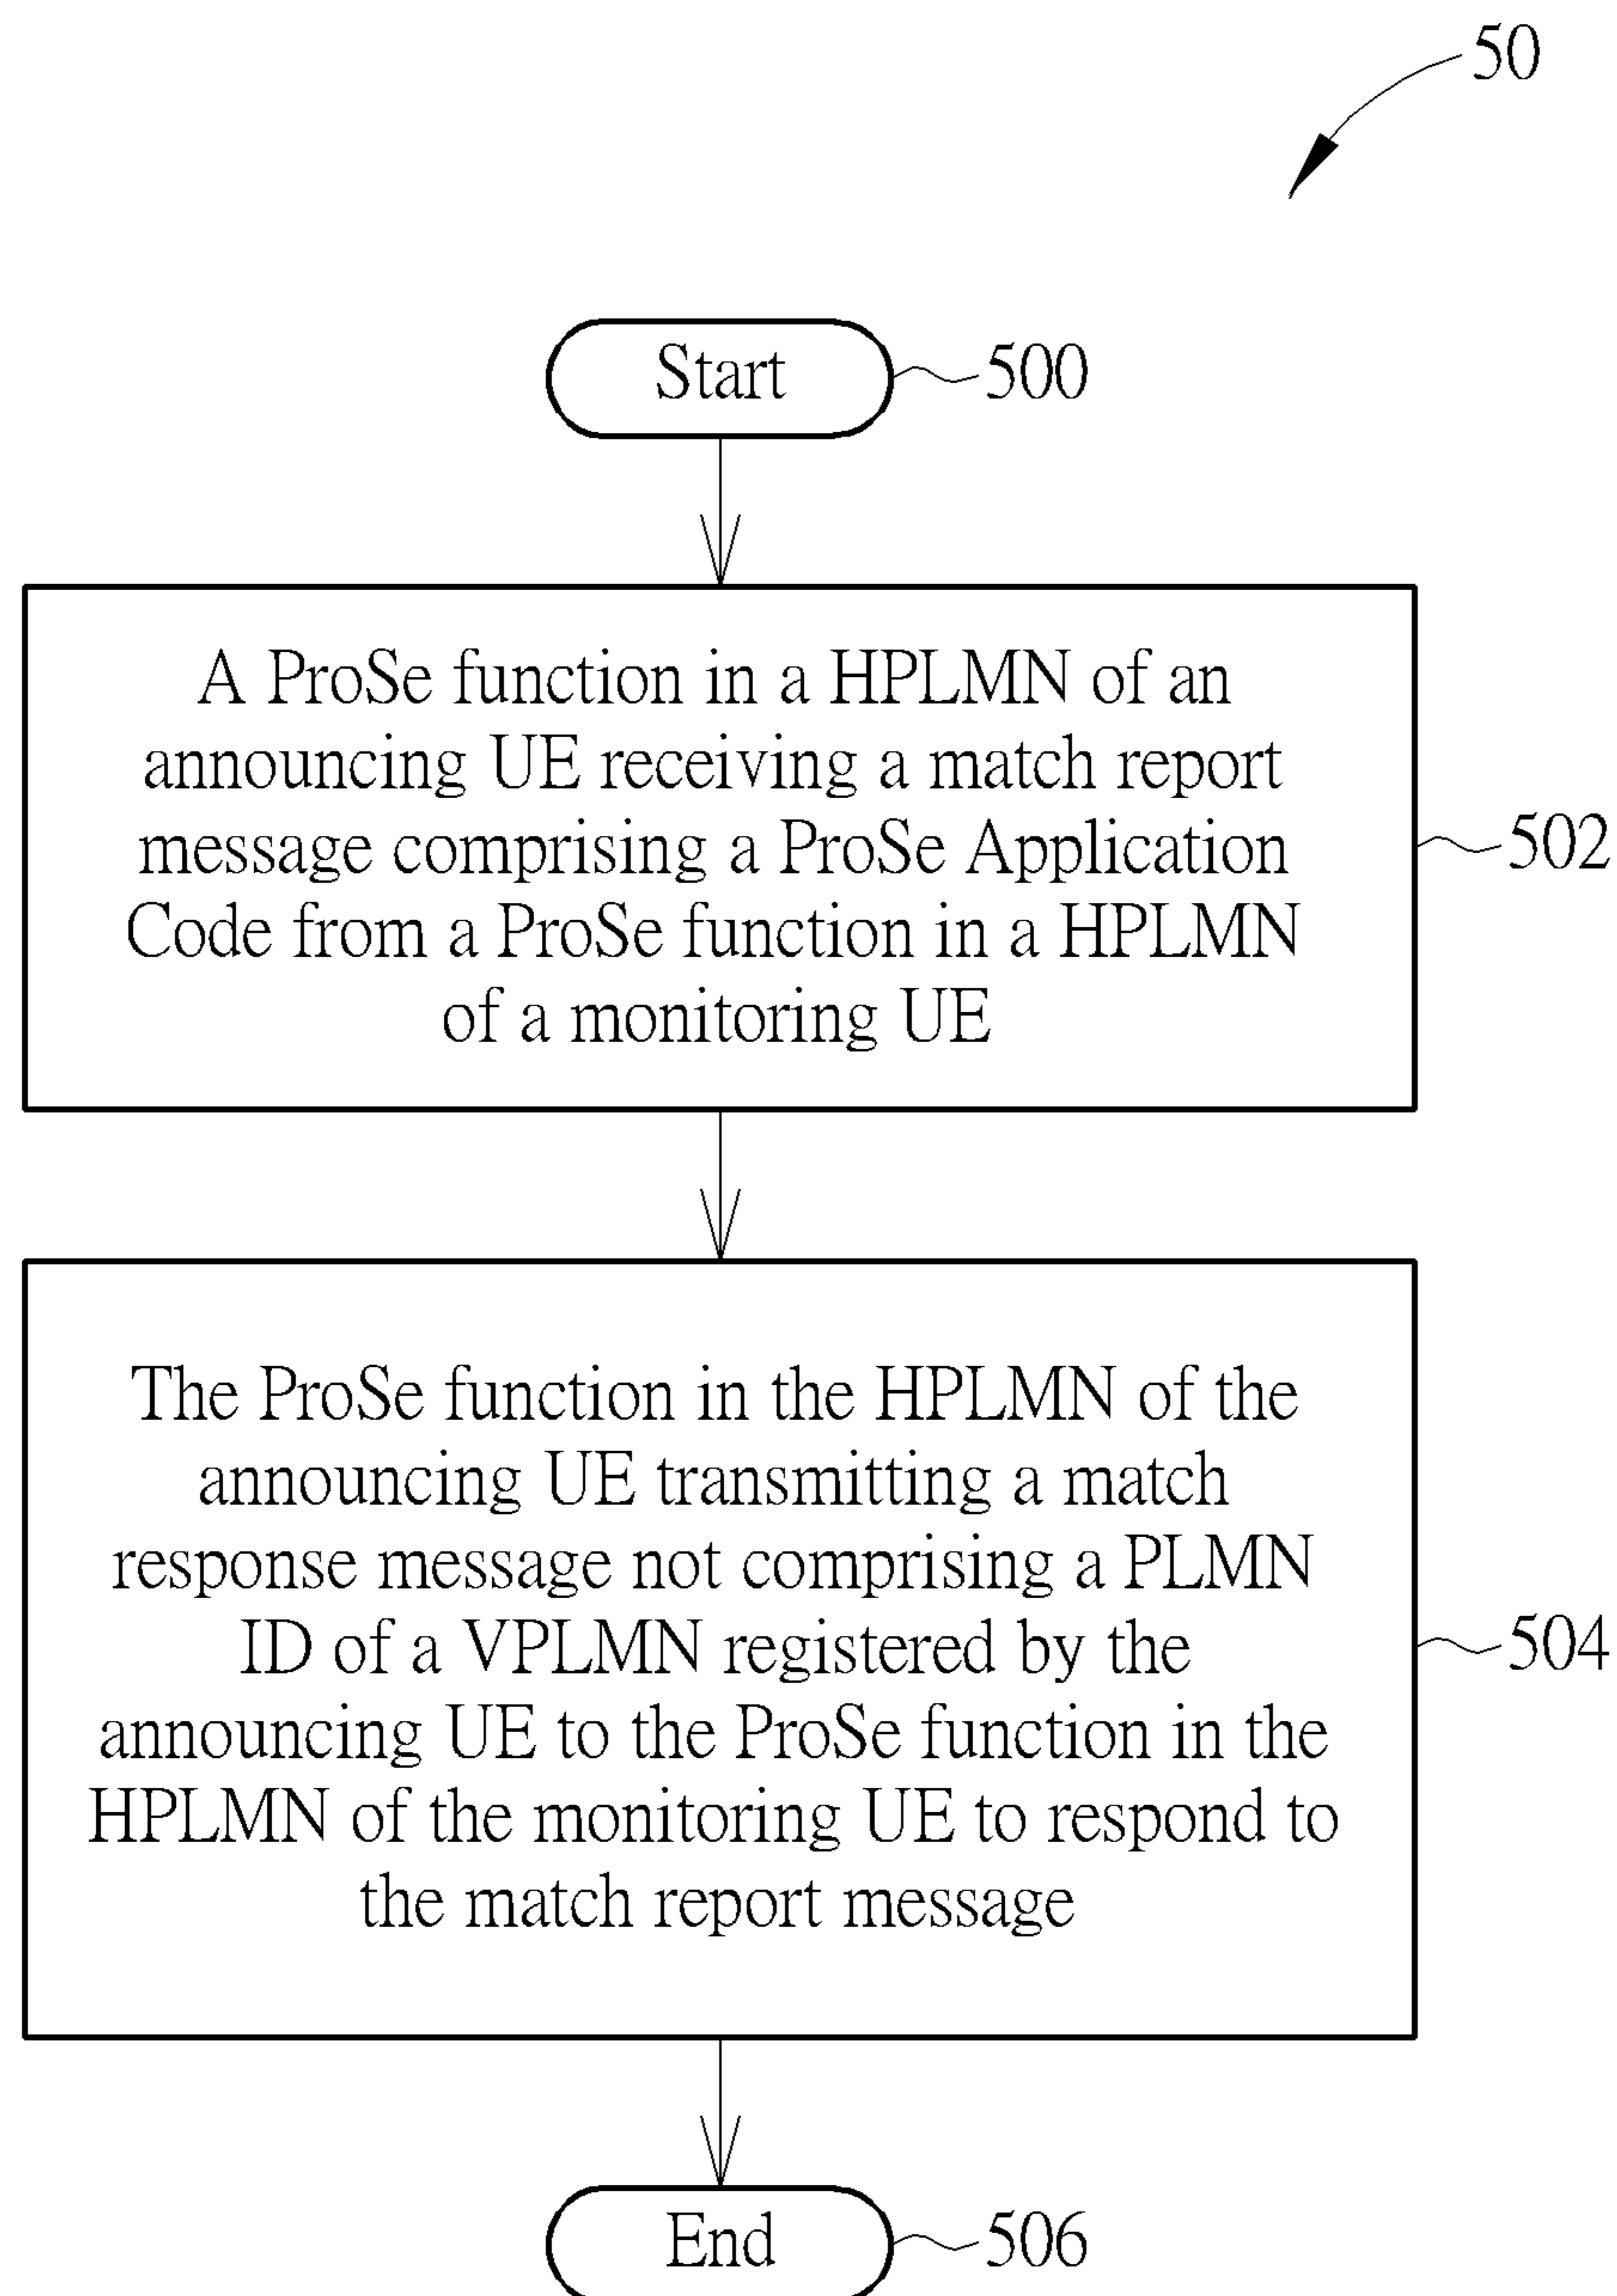 50
Start
500
A ProSe function in a HPLMN of an
announcing UE receiving a match report
message comprising a ProSe Application
Code from a ProSe function in a HPLMN
of a monitoring UE
502
The ProSe function in the HPLMN of the
announcing UE transmitting a match
response message not comprising a PLMN
ID of a VPLMN registered by the
announcing UE to the ProSe function in the
HPLMN of the monitoring UE to respond to
the match report message
504
End
506